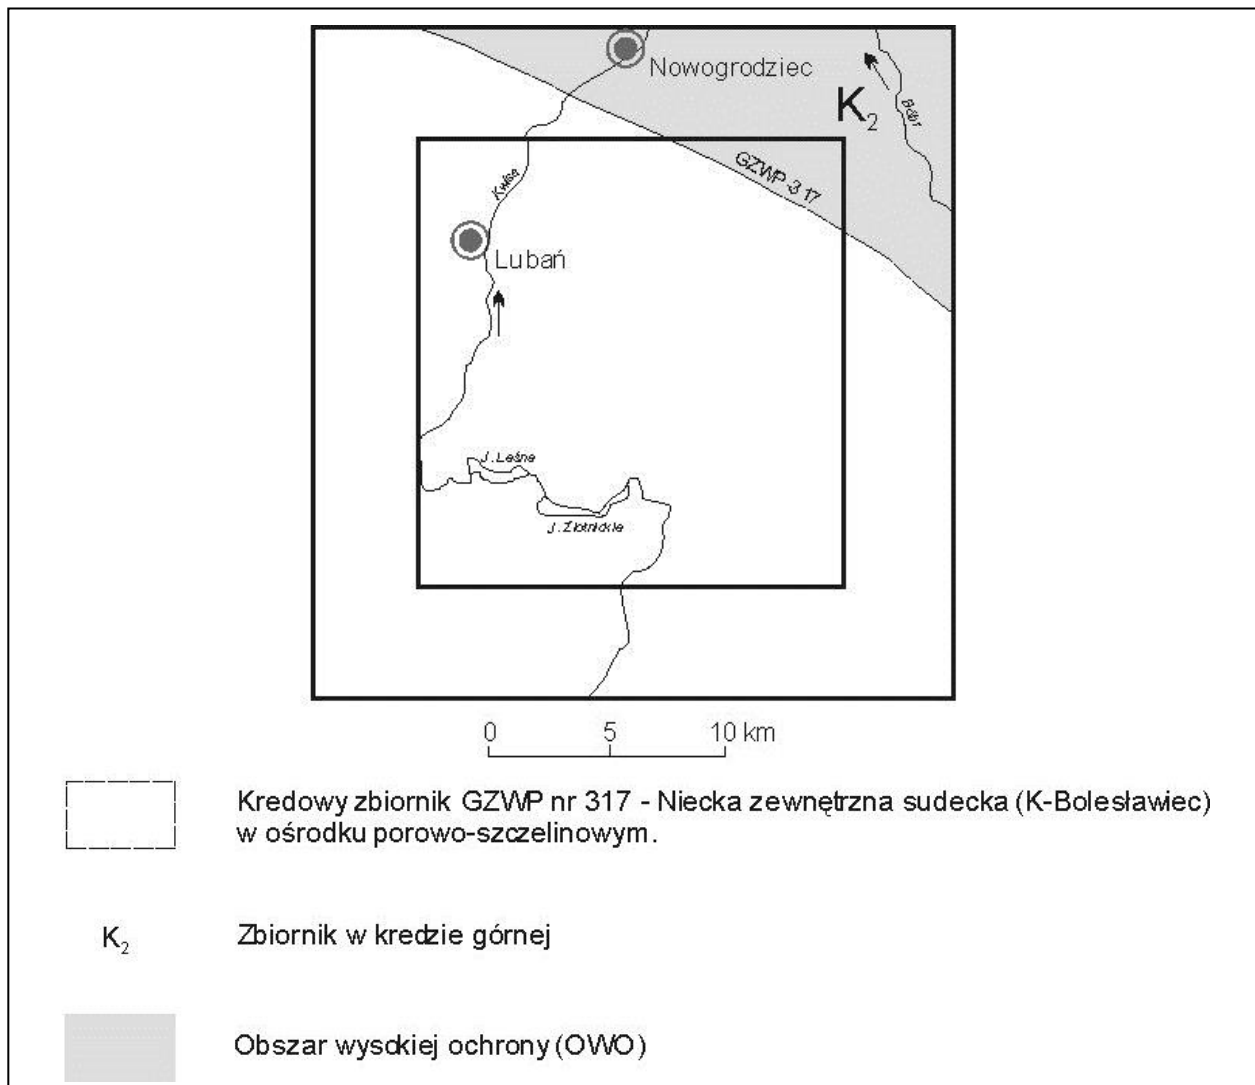 Nowogrodziec
K2
Bóbr
GZWP-317
Kwisa
Lubań
J. Leśne
J. Złotnickie
0 5 10 km
Kredowy zbiornik GZWP nr 317 - Niecka zewnętrzna sudecka (K-Bolesławiec)
w ośrodku porowo-szczelinowym.
K2 Zbiornik w kredzie górnej
Obszar wysokiej ochrony (OWO)